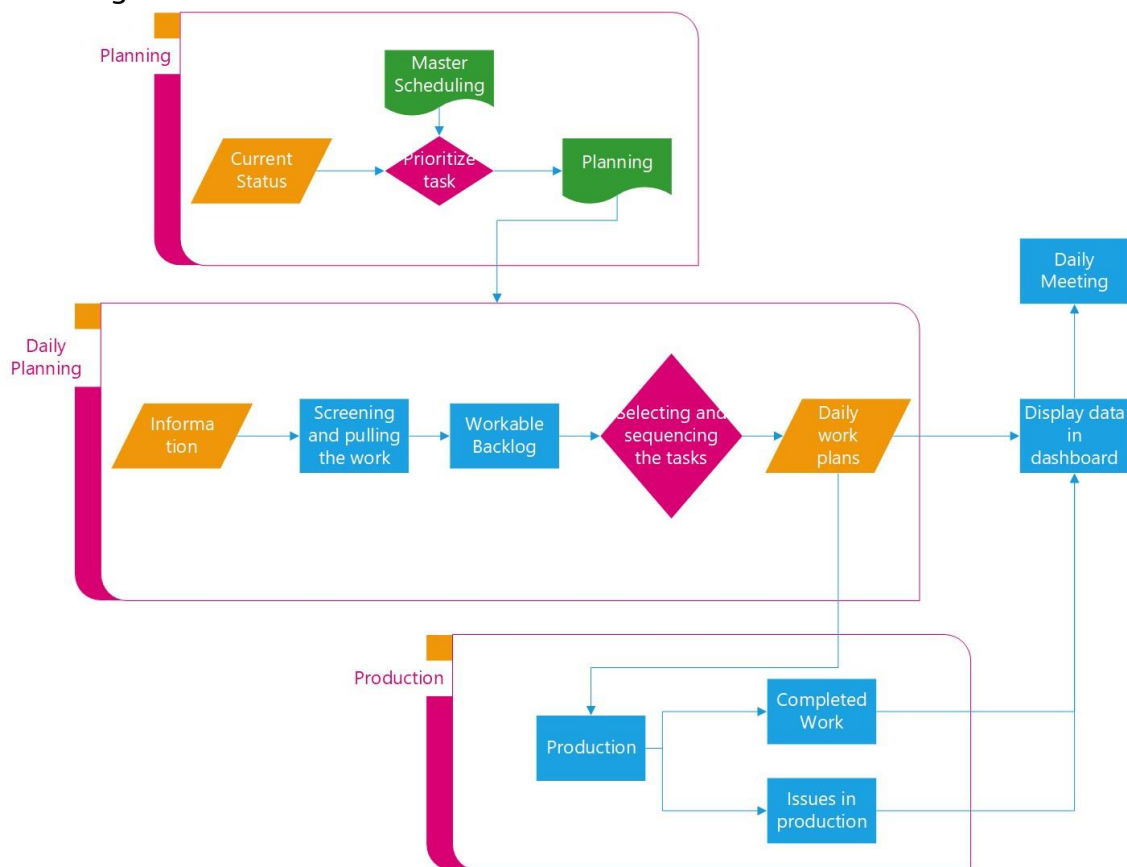 Planning
Master
Scheduling
Current
Status
Prioritize
task
Planning
Daily
Meeting
Daily
Planning
Informa
tion
Screening
and pulling
the work
Workable
Backlog
Selecting and
sequencing
the tasks
Daily
work
plans
Display data
in
dashboard
Production
Production
Completed
Work
Issues in
production